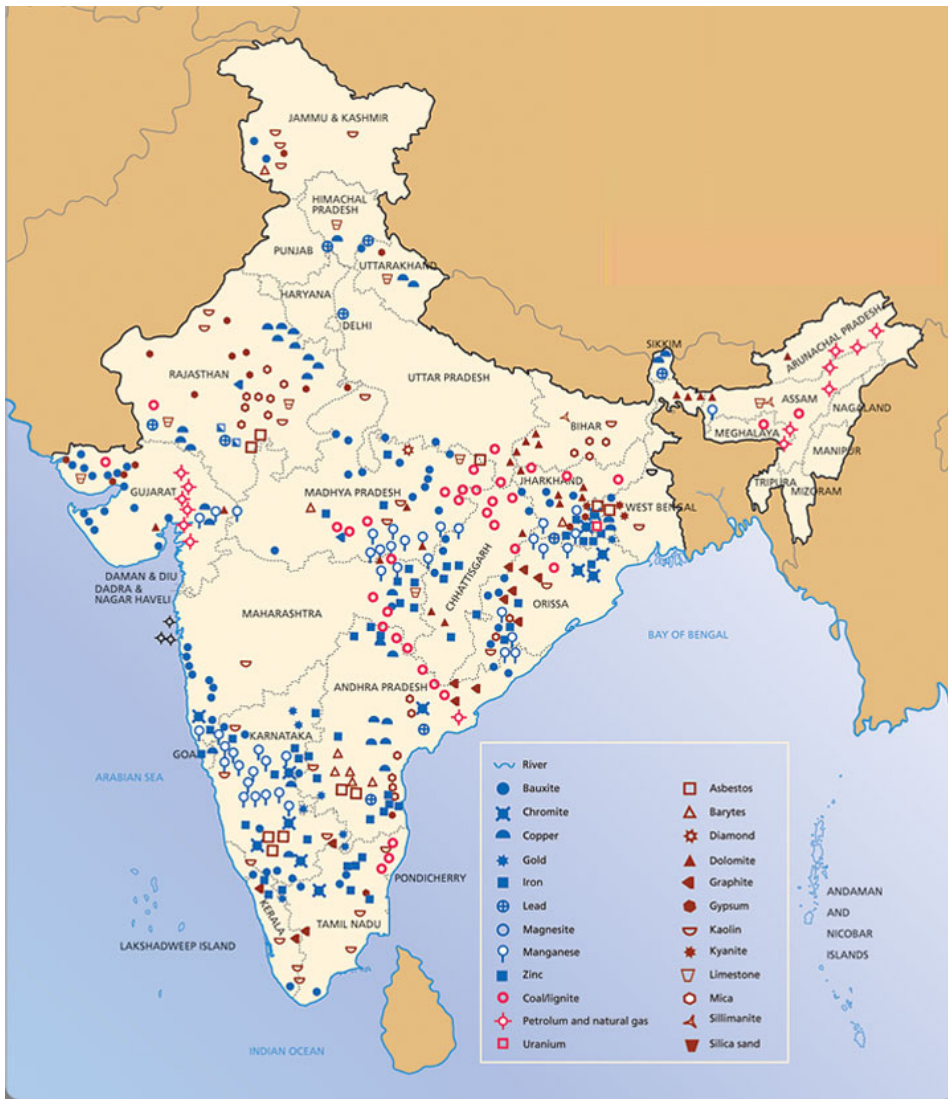 JAMMU & KASHMIR
HIMACHAL
PRADESH
PUNJAB
UTTARAKHAND
HARYANA
DELHI
RAJASTHAN
UTTAR PRADESH
SIKKIM
ARUNACHAL PRADESH
ASSAM
NAGALAND
BIHAR
MEGHALAYA
MANIPUR
TRIPURA
MIZORAM
GUJARAT
MADHYA PRADESH
JHARKHAND
WEST BENGAL
CHHATTISGARH
DAMAN & DIU
DADRA &
NAGAR HAVELI
MAHARASHTRA
ORISSA
BAY OF BENGAL
ANDHRA PRADESH
KARNATAKA
GOA
ARABIAN SEA
PONDICHERRY
KERALA
TAMIL NADU
LAKSHADWEEP ISLAND
INDIAN OCEAN
River
Bauxite
Chromite
Copper
Gold
Iron
Lead
Magnesite
Manganese
Zinc
Coal/lignite
Petrolum and natural gas
Uranium
Asbestos
Barytes
Diamond
Dolomite
Graphite
Gypsum
Kaolin
Kyanite
Limestone
Mica
Sillimanite
Silica sand
ANDAMAN
AND
NICOBAR
ISLANDS